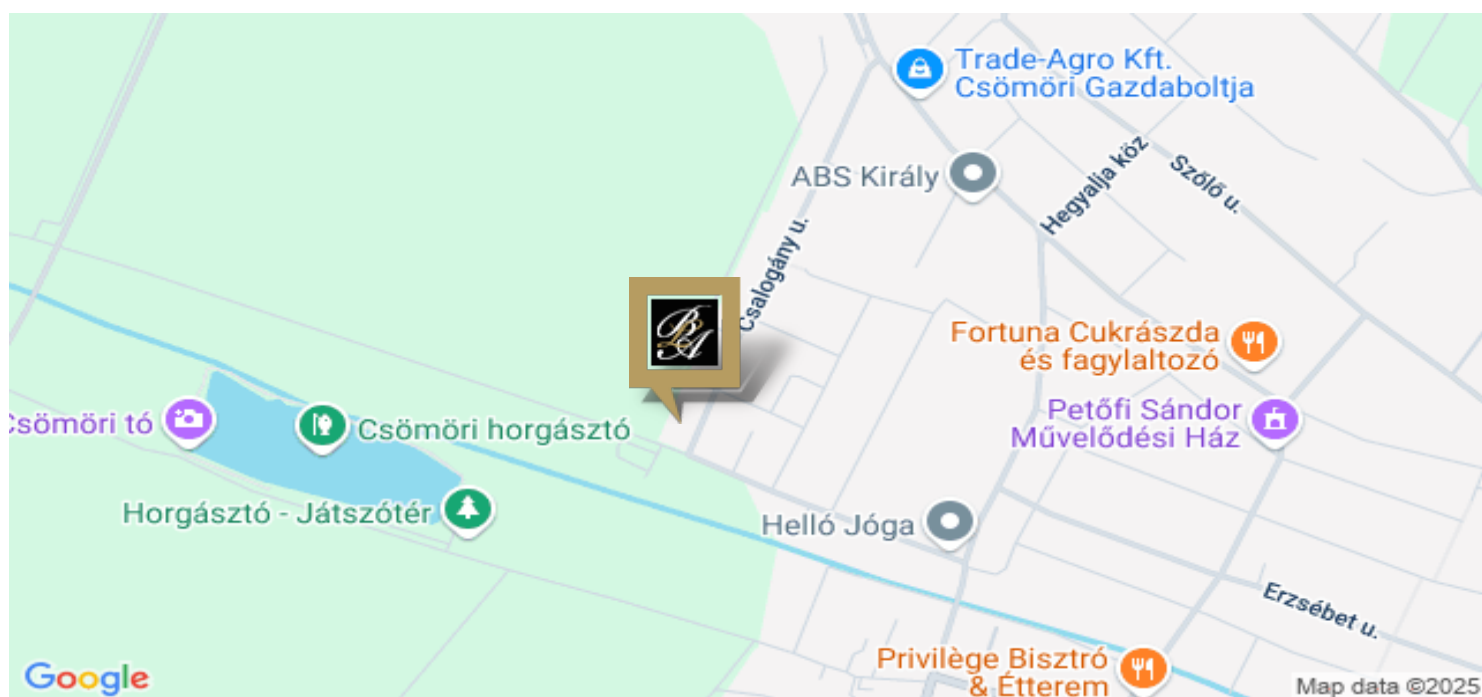 Trade-Agro Kft.
Csömöri Gazdaboltja
ABS Király
Hegyalja köz
Szőlő u.
Csalogány u.
BLA
Fortuna Cukrászda
és fagylaltozó
Petőfi Sándor
Művelődési Ház
Csömöri tó
Csömöri horgásztó
Horgásztó - Játszótér
Helló Jóga
Erzsébet u.
Privilège Bisztró
& Étterem
Google
Map data ©2025